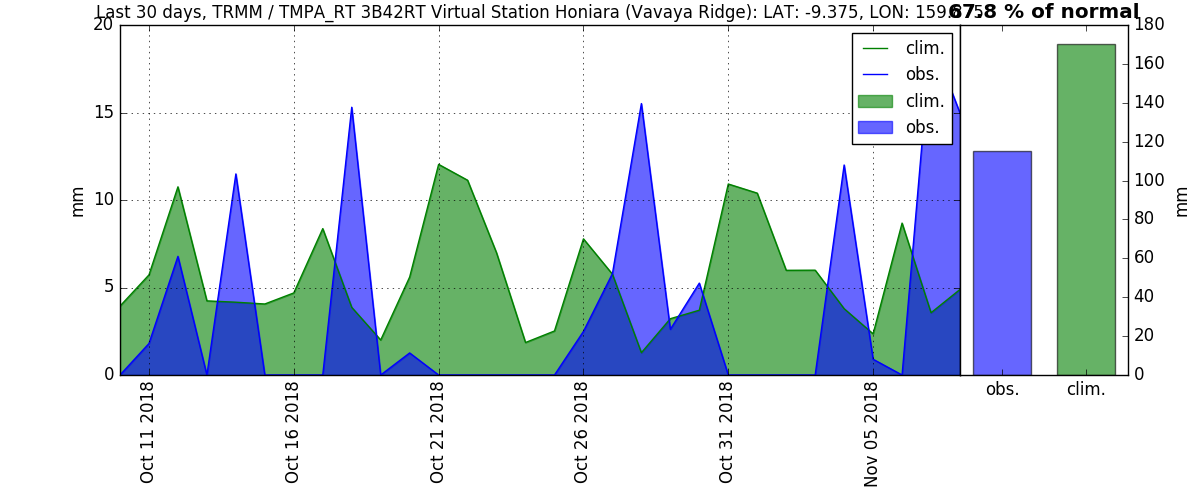 Last 30 days, TRMM / TMPA_RT 3B42RT Virtual Station Honiara (Vavaya Ridge): LAT: -9.375, LON:
67.8 % of normal
20
15
10
5
0
mm
clim.
obs.
clim.
obs.
Oct 11 2018
Oct 16 2018
Oct 21 2018
Oct 26 2018
Oct 31 2018
Nov 05 2018
180
160
140
120
100
80
60
40
20
0
mm
obs.
clim.